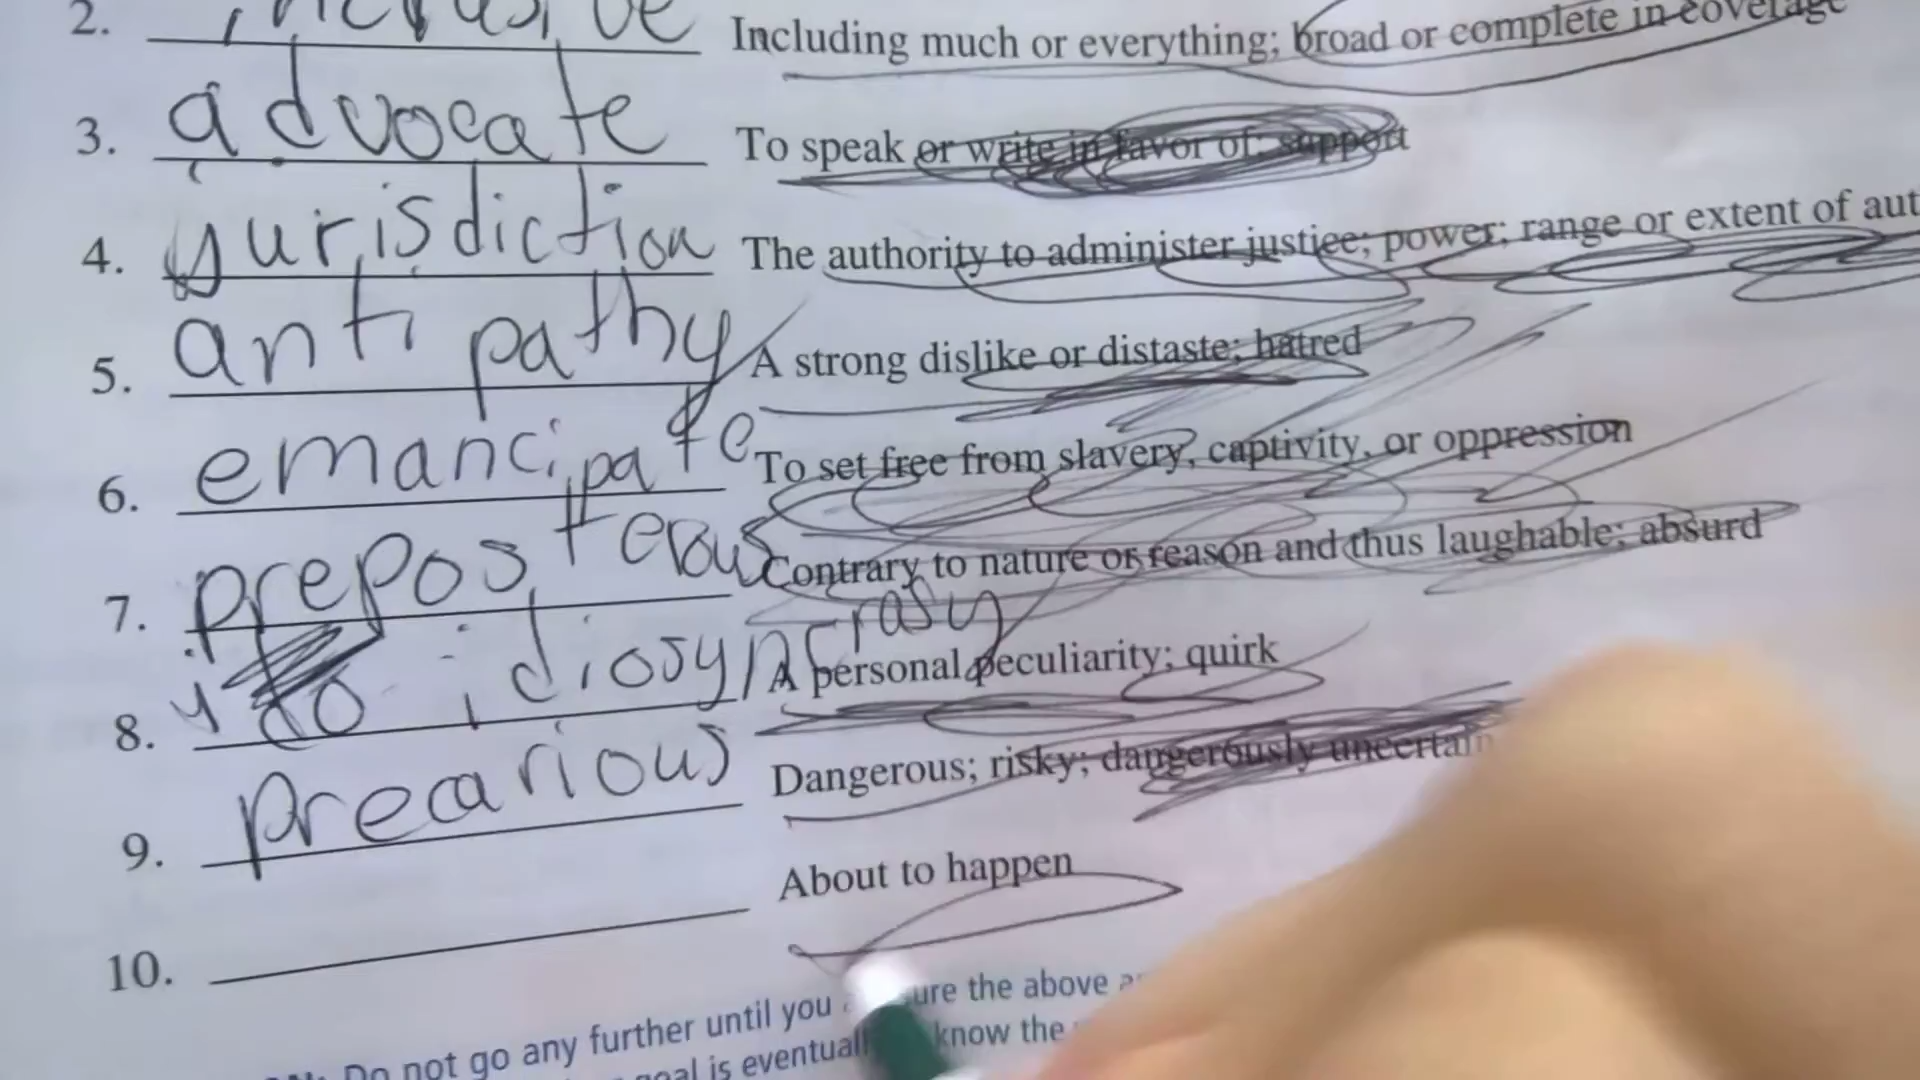 2. Including much or everything; broad or complete in coverage
3. advocate To speak or write in favor of; support
4. jurisdiction The authority to administer justice; power; range or extent of aut
5. antipathy A strong dislike or distaste; hatred
6. emancipate To set free from slavery, captivity, or oppression
7. preposterous Contrary to nature or reason and thus laughable; absurd
8. idiosyncrasy A personal peculiarity; quirk
9. precarious Dangerous; risky; dangerously uncertain
10. About to happen
Do not go any further until you ure the above
goal is eventuall know the